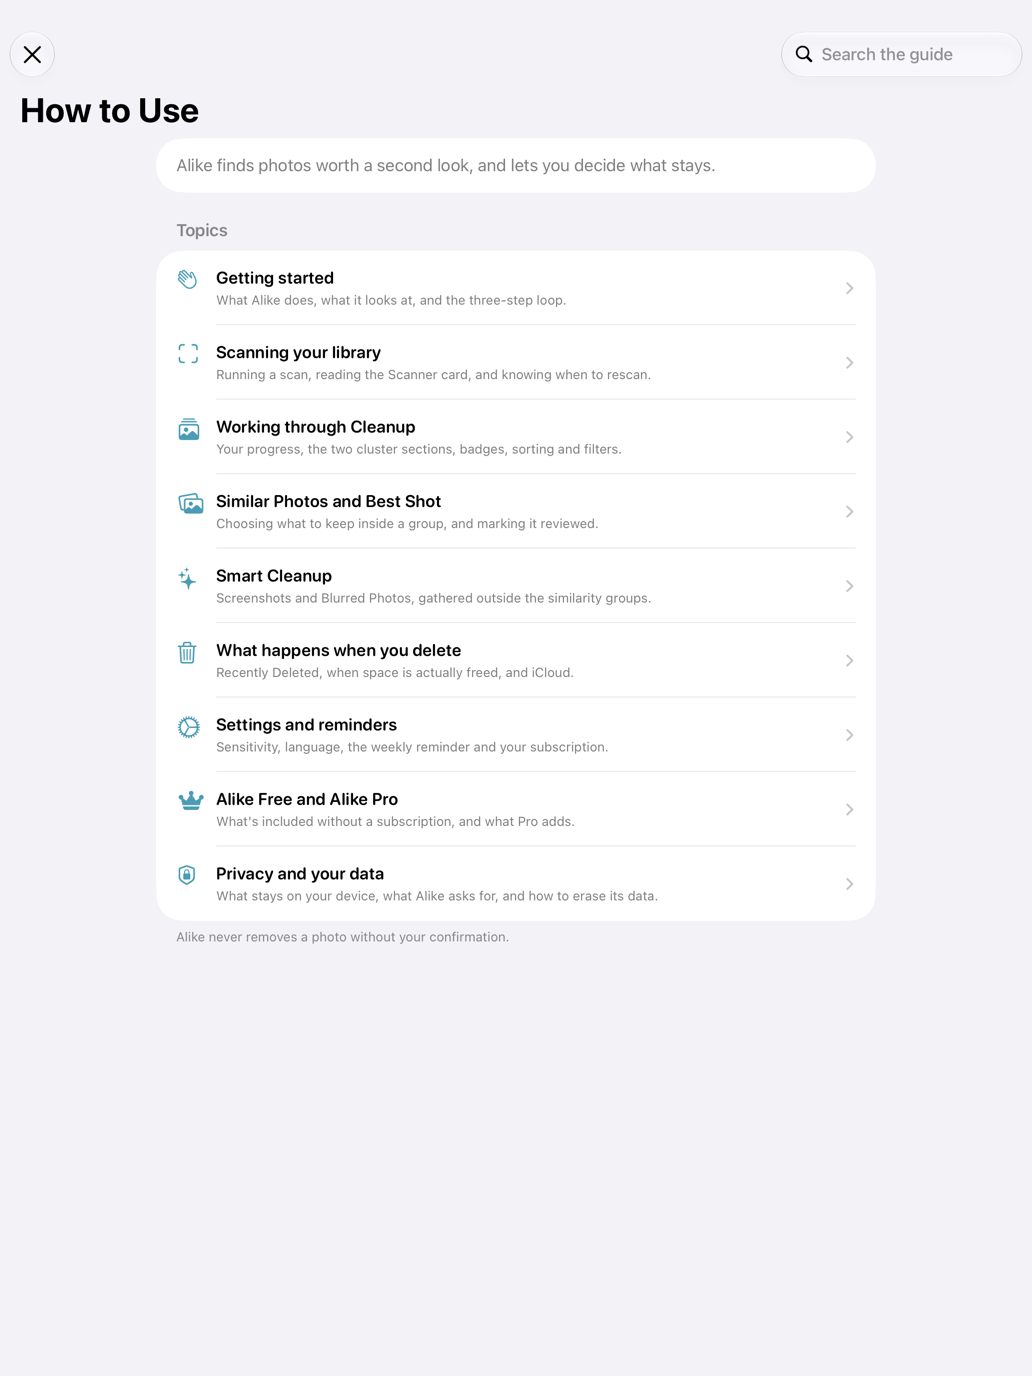 Search the guide
How to Use
Alike finds photos worth a second look, and lets you decide what stays.
Topics
Getting started
What Alike does, what it looks at, and the three-step loop.
Scanning your library
Running a scan, reading the Scanner card, and knowing when to rescan.
Working through Cleanup
Your progress, the two cluster sections, badges, sorting and filters.
Similar Photos and Best Shot
Choosing what to keep inside a group, and marking it reviewed.
Smart Cleanup
Screenshots and Blurred Photos, gathered outside the similarity groups.
What happens when you delete
Recently Deleted, when space is actually freed, and iCloud.
Settings and reminders
Sensitivity, language, the weekly reminder and your subscription.
Alike Free and Alike Pro
What's included without a subscription, and what Pro adds.
Privacy and your data
What stays on your device, what Alike asks for, and how to erase its data.
Alike never removes a photo without your confirmation.